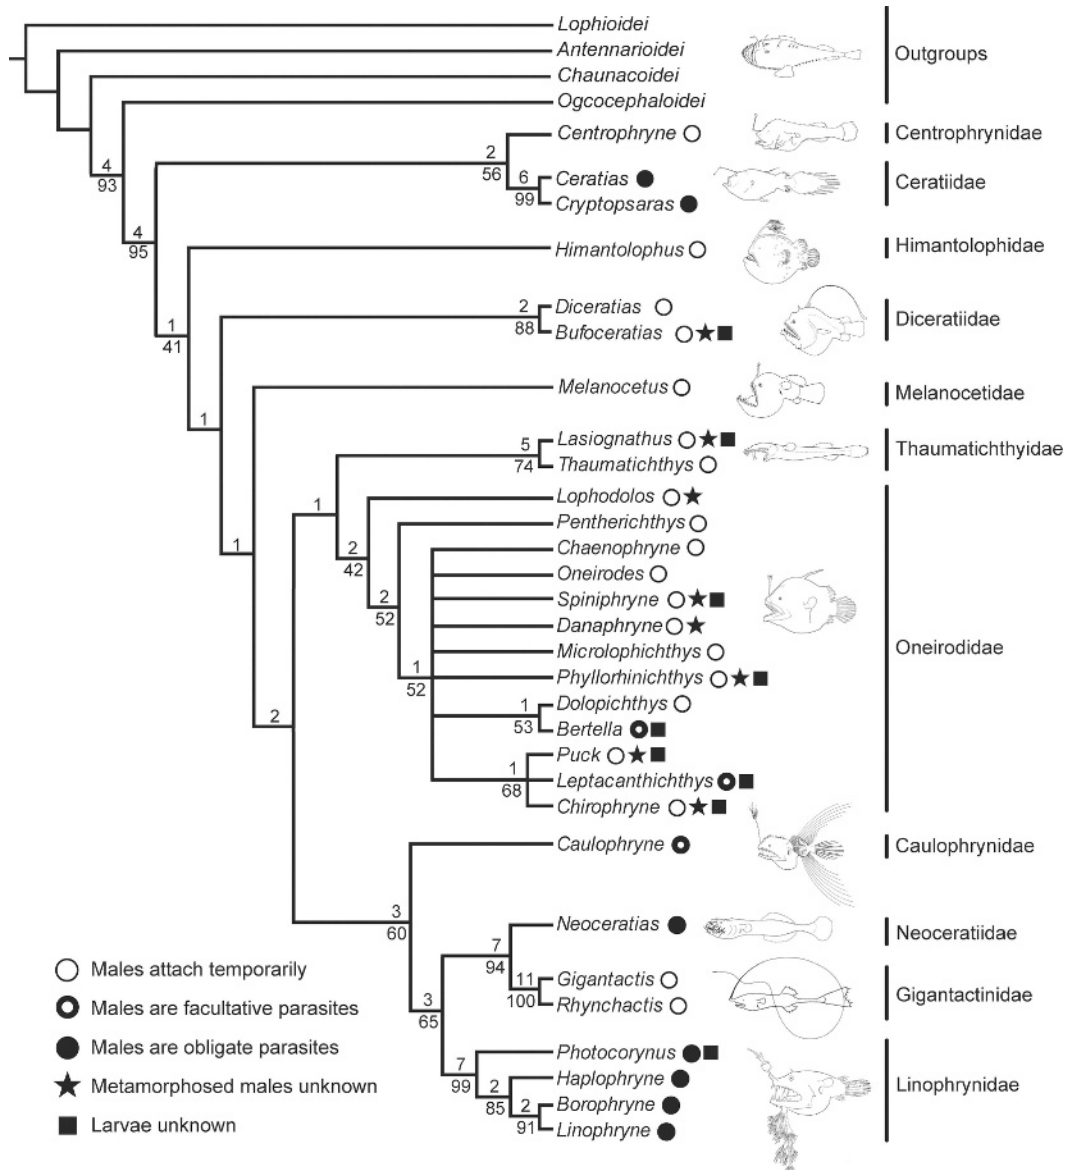 Lophioidei
Antennarioidei
Chaunacoidei
Ogcocephaloidei
Outgroups
4
93
Centrophryne
Centrophrynidae
2
56
6
99
Ceratias
Cryptopsaras
Ceratiidae
4
95
Himantolophus
Himantolophidae
1
41
2
88
Diceratias
Bufoceratias
Diceratiidae
1
Melanocetus
Melanocetidae
1
5
74
Lasiognathus
Thaumatichthys
Thaumatichthyidae
1
2
42
Lophodolos
Pentherichthys
Chaenophryne
Oneirodes
Spiniphryne
Danaphryne
Microlophichthys
Phyllorhinichthys
2
52
1
52
1
53
Dolopichthys
Bertella
1
68
Puck
Leptacanthichthys
Chirophryne
Oneirodidae
2
Caulophryne
Caulophrynidae
3
60
Neoceratias
Neoceratiidae
7
94
11
100
Gigantactis
Rhynchactis
Gigantactinidae
3
65
7
99
Photocorynus
2
85
Haplophryne
2
91
Borophryne
Linophryne
Linophrynidae
Males attach temporarily
Males are facultative parasites
Males are obligate parasites
Metamorphosed males unknown
Larvae unknown